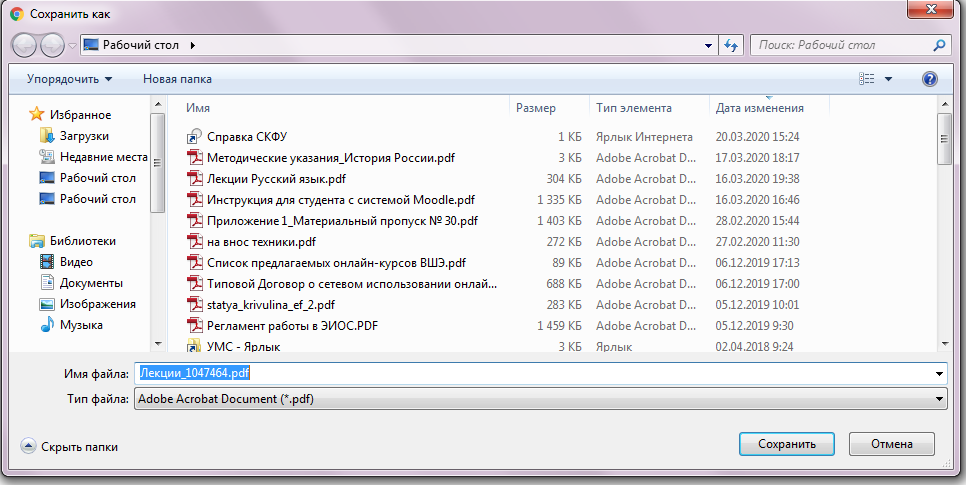 Сохранить как
Рабочий стол
Поиск: Рабочий стол
Упорядочить Новая папка
Имя Размер Тип элемента Дата изменения
Избранное
Загрузки
Недавние места
Рабочий стол
Рабочий стол
Библиотеки
Видео
Документы
Изображения
Музыка
Справка СКФУ 1 КБ Ярлык Интернета 20.03.2020 15:24
Методические указания_История России.pdf 3 КБ Adobe Acrobat D... 17.03.2020 18:17
Лекции Русский язык.pdf 304 КБ Adobe Acrobat D... 16.03.2020 19:38
Инструкция для студента с системой Moodle.pdf 1 335 КБ Adobe Acrobat D... 16.03.2020 16:46
Приложение 1_Материальный пропуск № 30.pdf 1 403 КБ Adobe Acrobat D... 28.02.2020 15:44
на внос техники.pdf 272 КБ Adobe Acrobat D... 27.02.2020 11:30
Список предлагаемых онлайн-курсов ВШЭ.pdf 89 КБ Adobe Acrobat D... 06.12.2019 17:13
Типовой Договор о сетевом использовании онлай... 688 КБ Adobe Acrobat D... 06.12.2019 17:00
statya_krivulina_ef_2.pdf 283 КБ Adobe Acrobat D... 05.12.2019 10:01
Регламент работы в ЭИОС.PDF 1 459 КБ Adobe Acrobat D... 05.12.2019 9:30
УМС - Ярлык 3 КБ Ярлык 02.04.2018 9:24
Имя файла: Лекции_1047464.pdf
Тип файла: Adobe Acrobat Document (*.pdf)
Скрыть папки
Сохранить Отмена